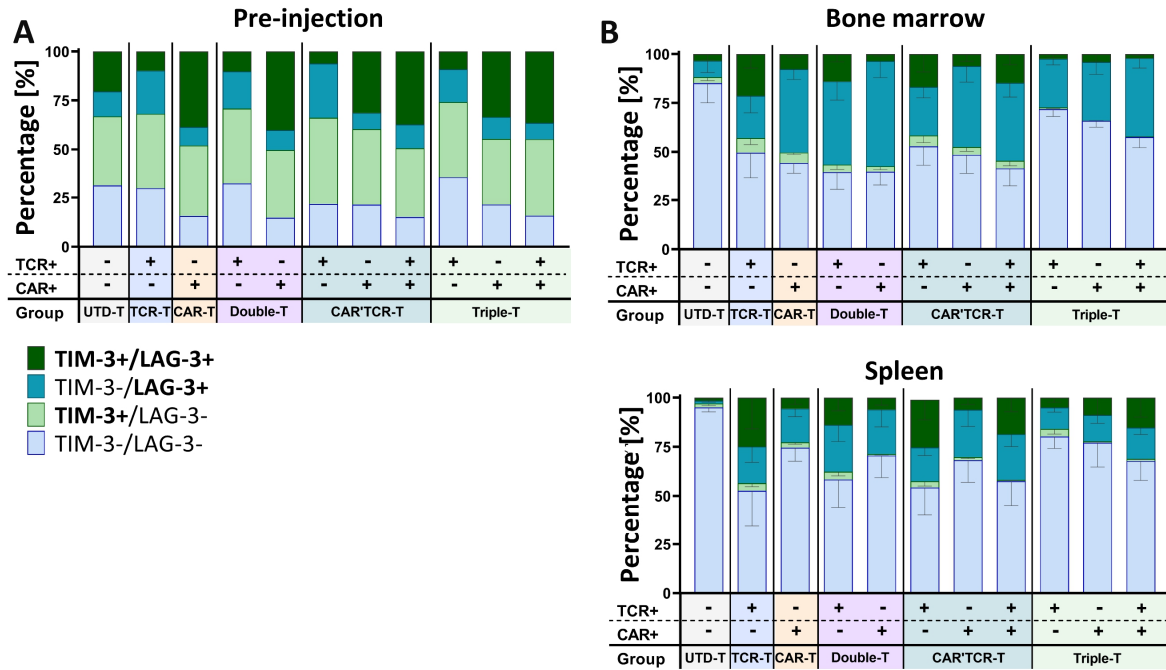 A
Pre-injection
Percentage [%]
100
75
50
25
0
TCR+ - + - + - + - + + - +
CAR+ - - + - + - + + - + +
Group UTD-T TCR-T CAR-T Double-T CAR'TCR-T Triple-T
TIM-3+/LAG-3+
TIM-3-/LAG-3+
TIM-3+/LAG-3-
TIM-3-/LAG-3-
B
Bone marrow
Percentage [%]
100
75
50
25
0
TCR+ - + - + - + - + + - +
CAR+ - - + - + - + + - + +
Group UTD-T TCR-T CAR-T Double-T CAR'TCR-T Triple-T
Spleen
Percentage [%]
100
75
50
25
0
TCR+ - + - + - + - + + - +
CAR+ - - + - + - + + - + +
Group UTD-T TCR-T CAR-T Double-T CAR'TCR-T Triple-T